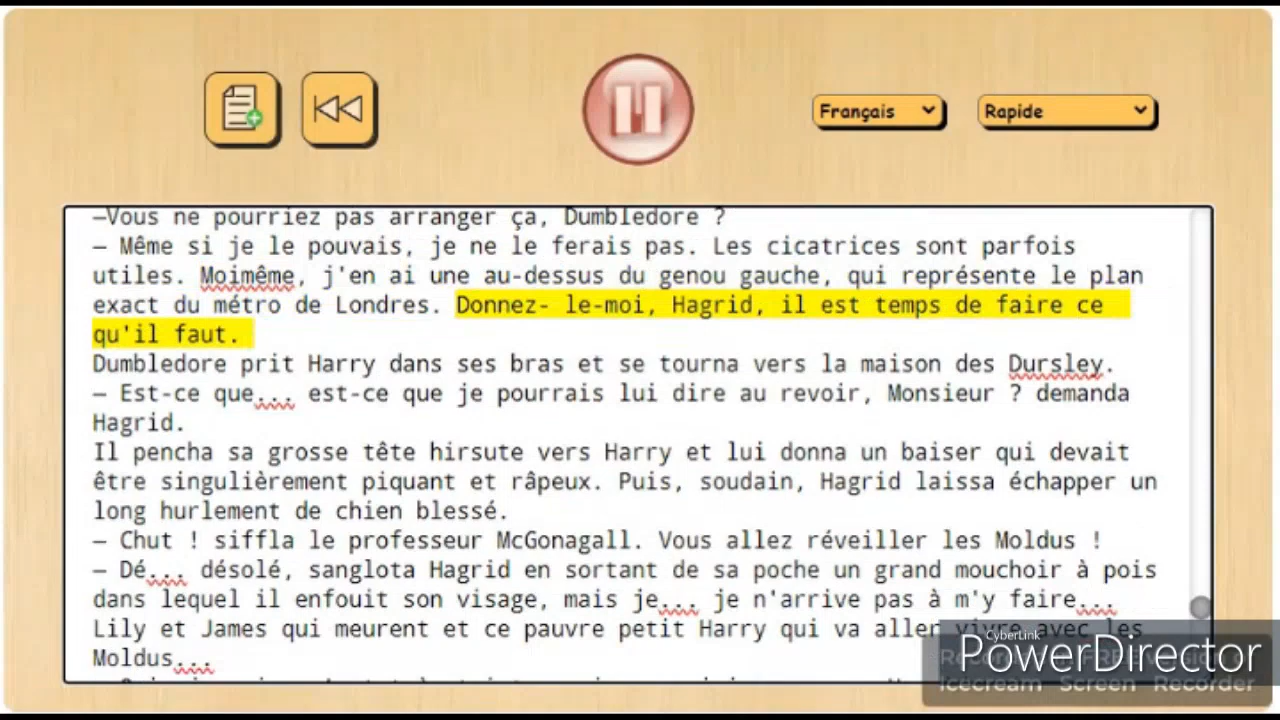 Français
Rapide
—Vous ne pourriez pas arranger ça, Dumbledore ?
— Même si je le pouvais, je ne le ferais pas. Les cicatrices sont parfois
utiles. Moimême, j'en ai une au-dessus du genou gauche, qui représente le plan
exact du métro de Londres. Donnez- le-moi, Hagrid, il est temps de faire ce
qu'il faut.
Dumbledore prit Harry dans ses bras et se tourna vers la maison des Dursley.
— Est-ce que... est-ce que je pourrais lui dire au revoir, Monsieur ? demanda
Hagrid.
Il pencha sa grosse tête hirsute vers Harry et lui donna un baiser qui devait
être singulièrement piquant et râpeux. Puis, soudain, Hagrid laissa échapper un
long hurlement de chien blessé.
— Chut ! siffla le professeur McGonagall. Vous allez réveiller les Moldus !
— Dé... désolé, sanglota Hagrid en sortant de sa poche un grand mouchoir à pois
dans lequel il enfouit son visage, mais je... je n'arrive pas à m'y faire...
Lily et James qui meurent et ce pauvre petit Harry qui va aller vivre avec les
Moldus...
CyberLink
PowerDirector
Icecream Screen Recorder